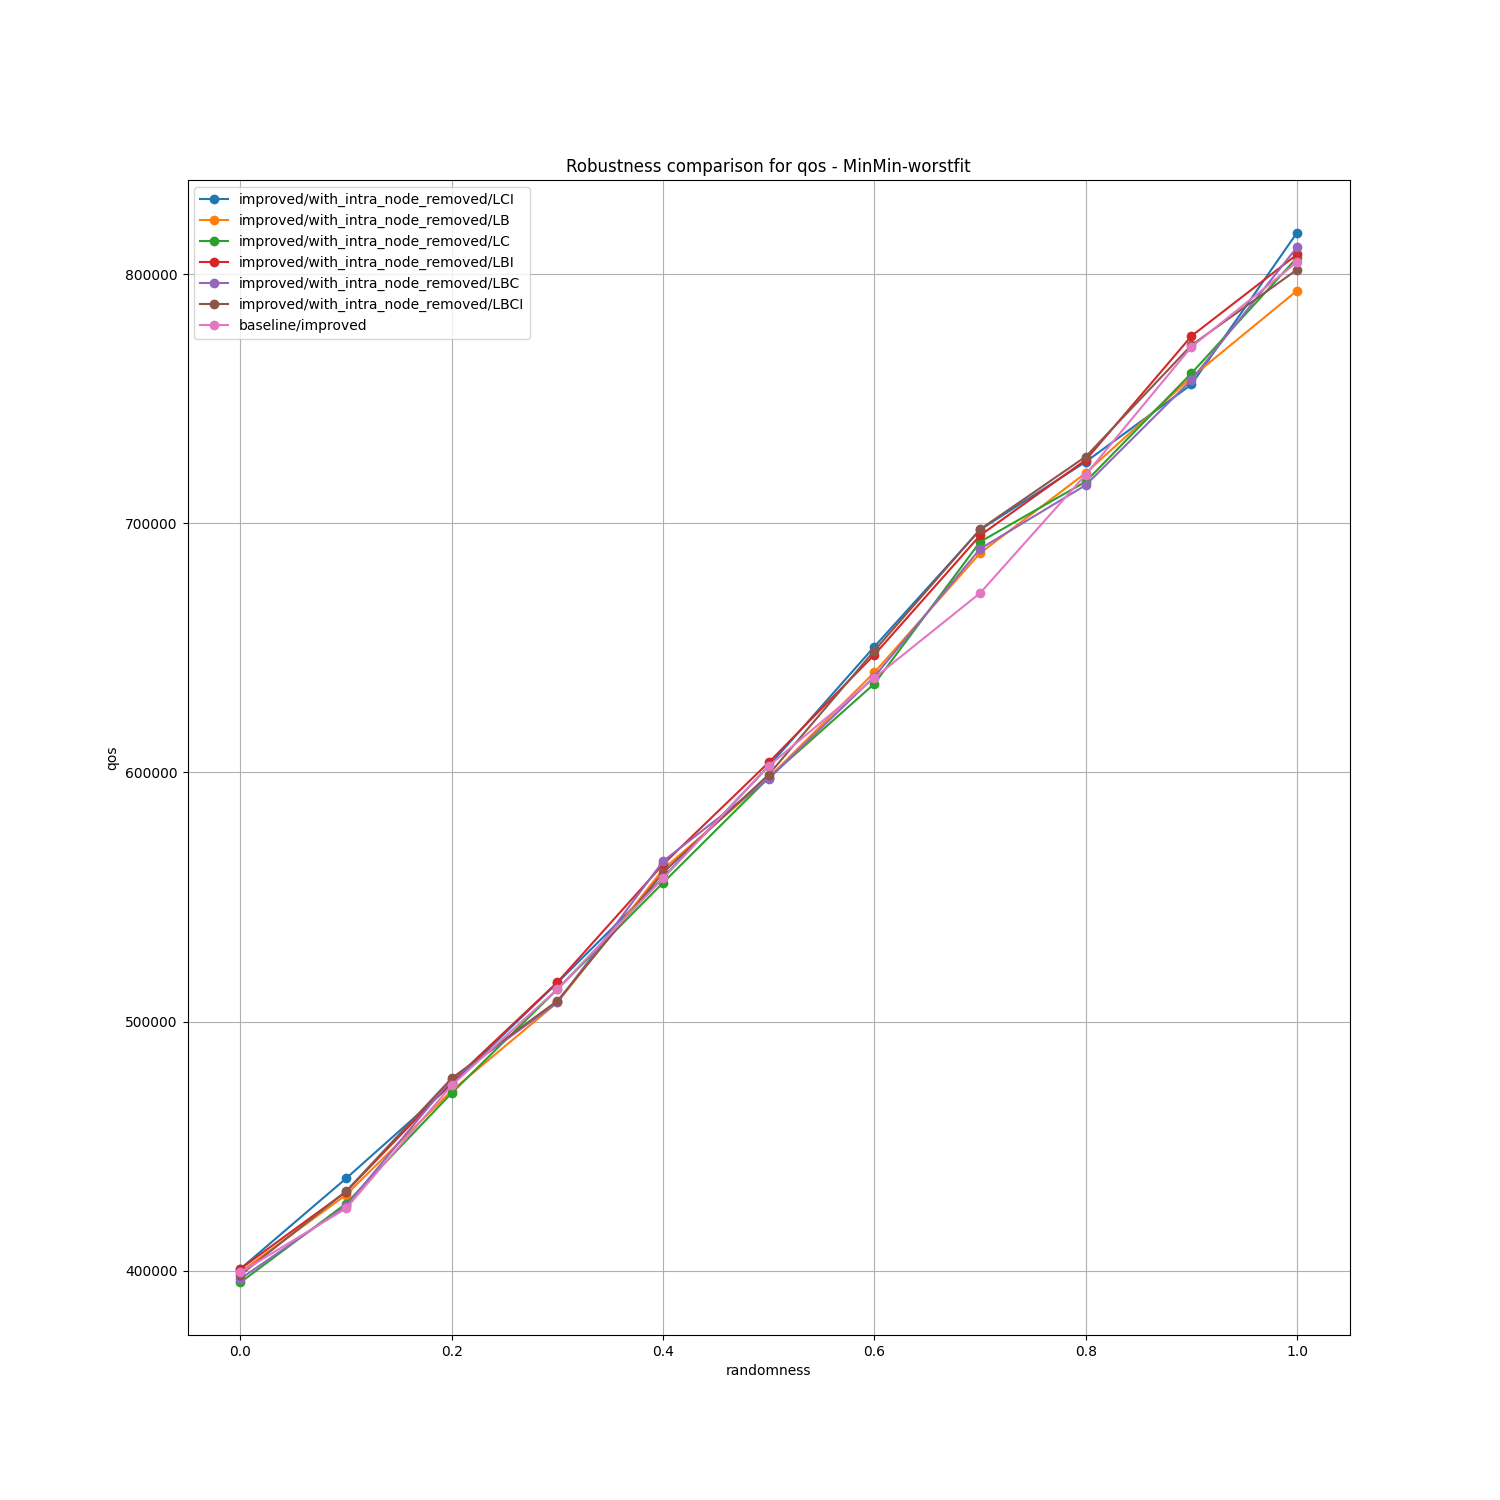 Robustness comparison for qos - MinMin-worstfit
improved/with_intra_node_removed/LCI
improved/with_intra_node_removed/LB
improved/with_intra_node_removed/LC
improved/with_intra_node_removed/LBI
improved/with_intra_node_removed/LBC
improved/with_intra_node_removed/LBCI
baseline/improved
800000
700000
600000
500000
400000
qos
0.0 0.2 0.4 0.6 0.8 1.0
randomness